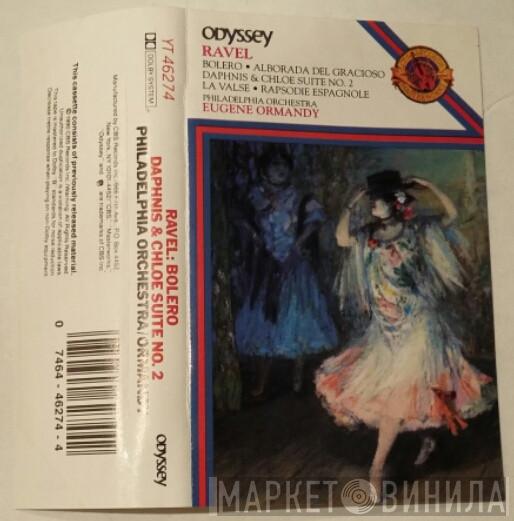 Odyssey
RAVEL
BOLERO • ALBORADA DEL GRACIOSO
DAPHNIS & CHLOE SUITE NO. 2
LA VALSE • RAPSODIE ESPAGNOLE
PHILADELPHIA ORCHESTRA
EUGENE ORMANDY
YT 46274
DOLBY SYSTEM
RAVEL: BOLERO
DAPHNIS & CHLOE SUITE NO. 2
PHILADELPHIA ORCHESTRA/ORMANDY
Odyssey
This cassette consists of previously released material.
0 7464-46274-4
МАРКЕТ ВИНИЛА